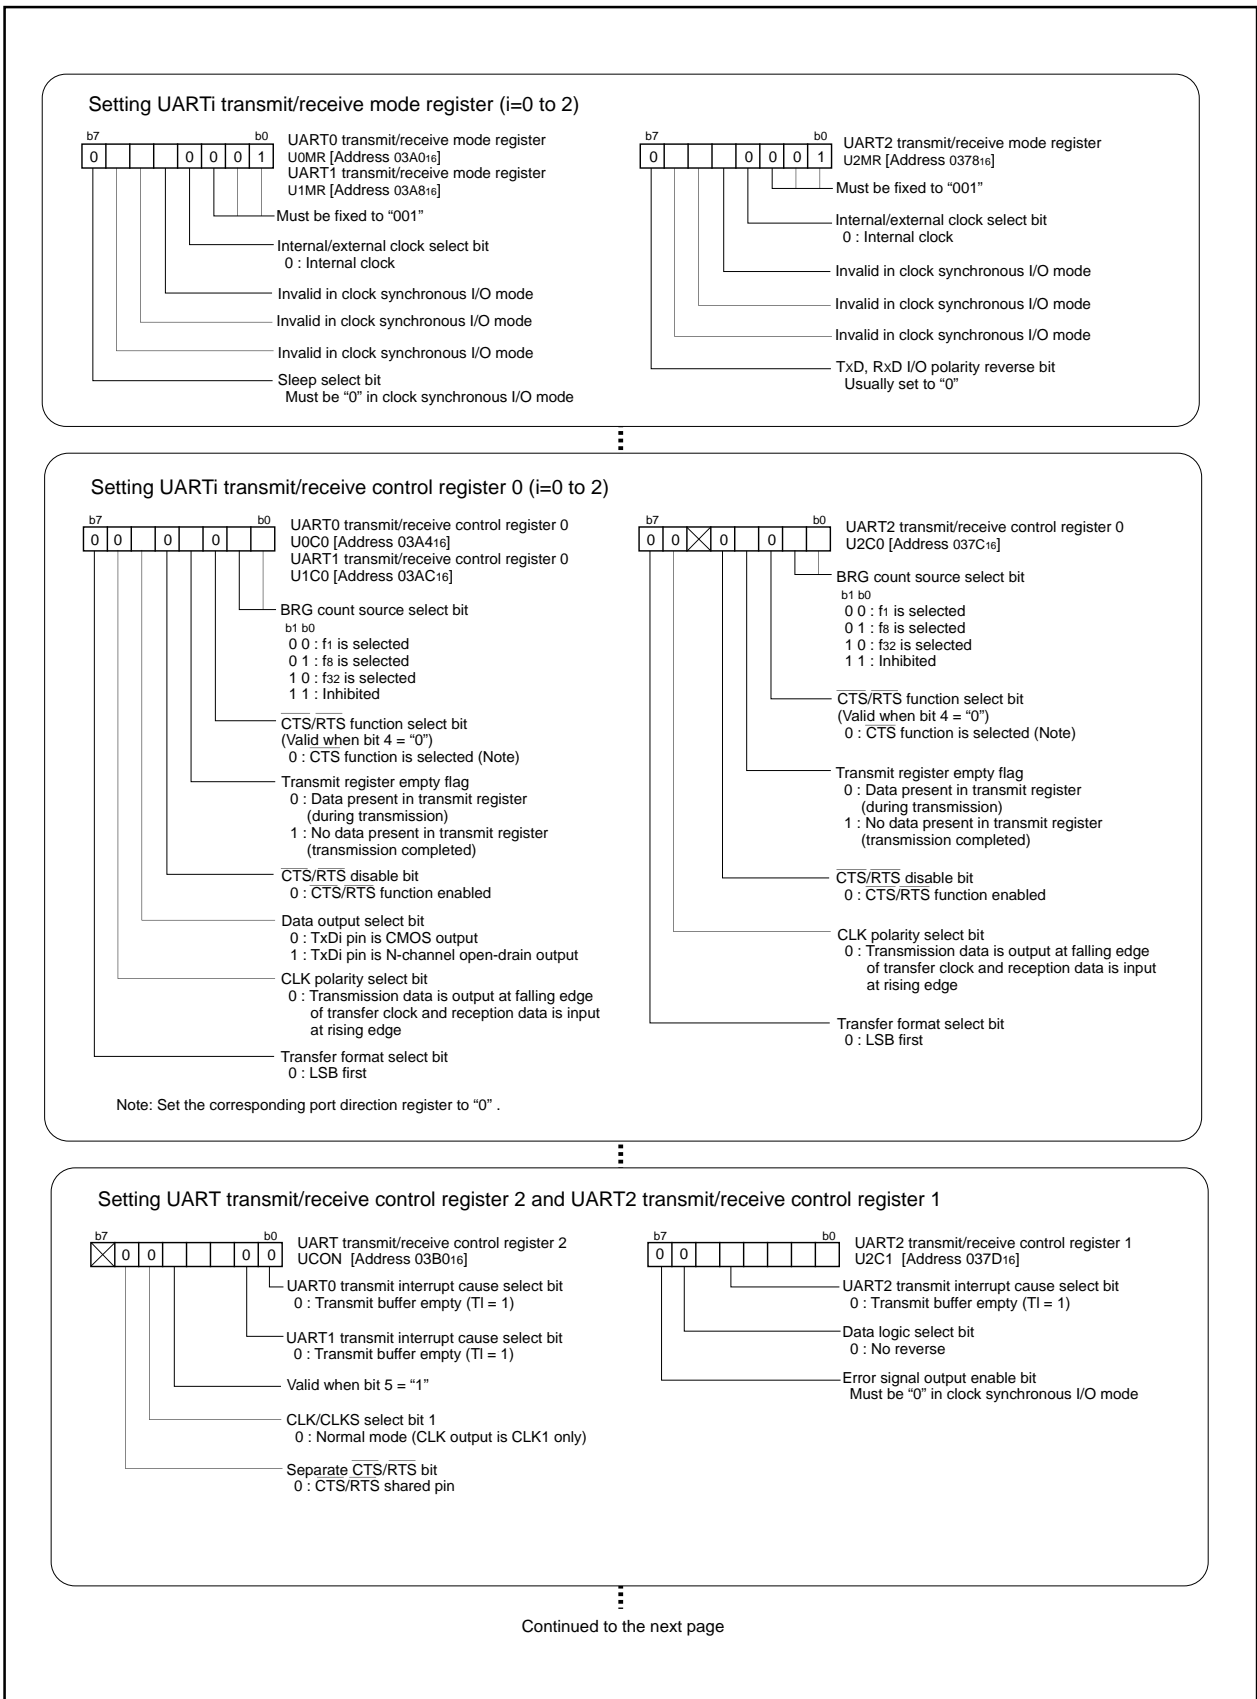 Setting UARTi transmit/receive mode register (i=0 to 2)
b7 b0
0 0 0 0 1
UART0 transmit/receive mode register
U0MR [Address 03A016]
UART1 transmit/receive mode register
U1MR [Address 03A816]
Must be fixed to “001”
Internal/external clock select bit
0 : Internal clock
Invalid in clock synchronous I/O mode
Invalid in clock synchronous I/O mode
Invalid in clock synchronous I/O mode
Sleep select bit
Must be “0” in clock synchronous I/O mode
b7 b0
0 0 0 0 1
UART2 transmit/receive mode register
U2MR [Address 037816]
Must be fixed to “001”
Internal/external clock select bit
0 : Internal clock
Invalid in clock synchronous I/O mode
Invalid in clock synchronous I/O mode
Invalid in clock synchronous I/O mode
TxD, RxD I/O polarity reverse bit
Usually set to “0”
Setting UARTi transmit/receive control register 0 (i=0 to 2)
b7 b0
0 0 0 0
UART0 transmit/receive control register 0
U0C0 [Address 03A416]
UART1 transmit/receive control register 0
U1C0 [Address 03AC16]
BRG count source select bit
b1 b0
0 0 : f1 is selected
0 1 : f8 is selected
1 0 : f32 is selected
1 1 : Inhibited
CTS/RTS function select bit
(Valid when bit 4 = “0”)
0 : CTS function is selected (Note)
Transmit register empty flag
0 : Data present in transmit register
(during transmission)
1 : No data present in transmit register
(transmission completed)
CTS/RTS disable bit
0 : CTS/RTS function enabled
Data output select bit
0 : TxDi pin is CMOS output
1 : TxDi pin is N-channel open-drain output
CLK polarity select bit
0 : Transmission data is output at falling edge
of transfer clock and reception data is input
at rising edge
Transfer format select bit
0 : LSB first
Note: Set the corresponding port direction register to “0” .
b7 b0
0 0 0 0
UART2 transmit/receive control register 0
U2C0 [Address 037C16]
BRG count source select bit
b1 b0
0 0 : f1 is selected
0 1 : f8 is selected
1 0 : f32 is selected
1 1 : Inhibited
CTS/RTS function select bit
(Valid when bit 4 = “0”)
0 : CTS function is selected (Note)
Transmit register empty flag
0 : Data present in transmit register
(during transmission)
1 : No data present in transmit register
(transmission completed)
CTS/RTS disable bit
0 : CTS/RTS function enabled
CLK polarity select bit
0 : Transmission data is output at falling edge
of transfer clock and reception data is input
at rising edge
Transfer format select bit
0 : LSB first
Setting UART transmit/receive control register 2 and UART2 transmit/receive control register 1
b7 b0
0 0 0 0
UART transmit/receive control register 2
UCON [Address 03B016]
UART0 transmit interrupt cause select bit
0 : Transmit buffer empty (TI = 1)
UART1 transmit interrupt cause select bit
0 : Transmit buffer empty (TI = 1)
Valid when bit 5 = “1”
CLK/CLKS select bit 1
0 : Normal mode (CLK output is CLK1 only)
Separate CTS/RTS bit
0 : CTS/RTS shared pin
b7 b0
0 0
UART2 transmit/receive control register 1
U2C1 [Address 037D16]
UART2 transmit interrupt cause select bit
0 : Transmit buffer empty (TI = 1)
Data logic select bit
0 : No reverse
Error signal output enable bit
Must be “0” in clock synchronous I/O mode
Continued to the next page